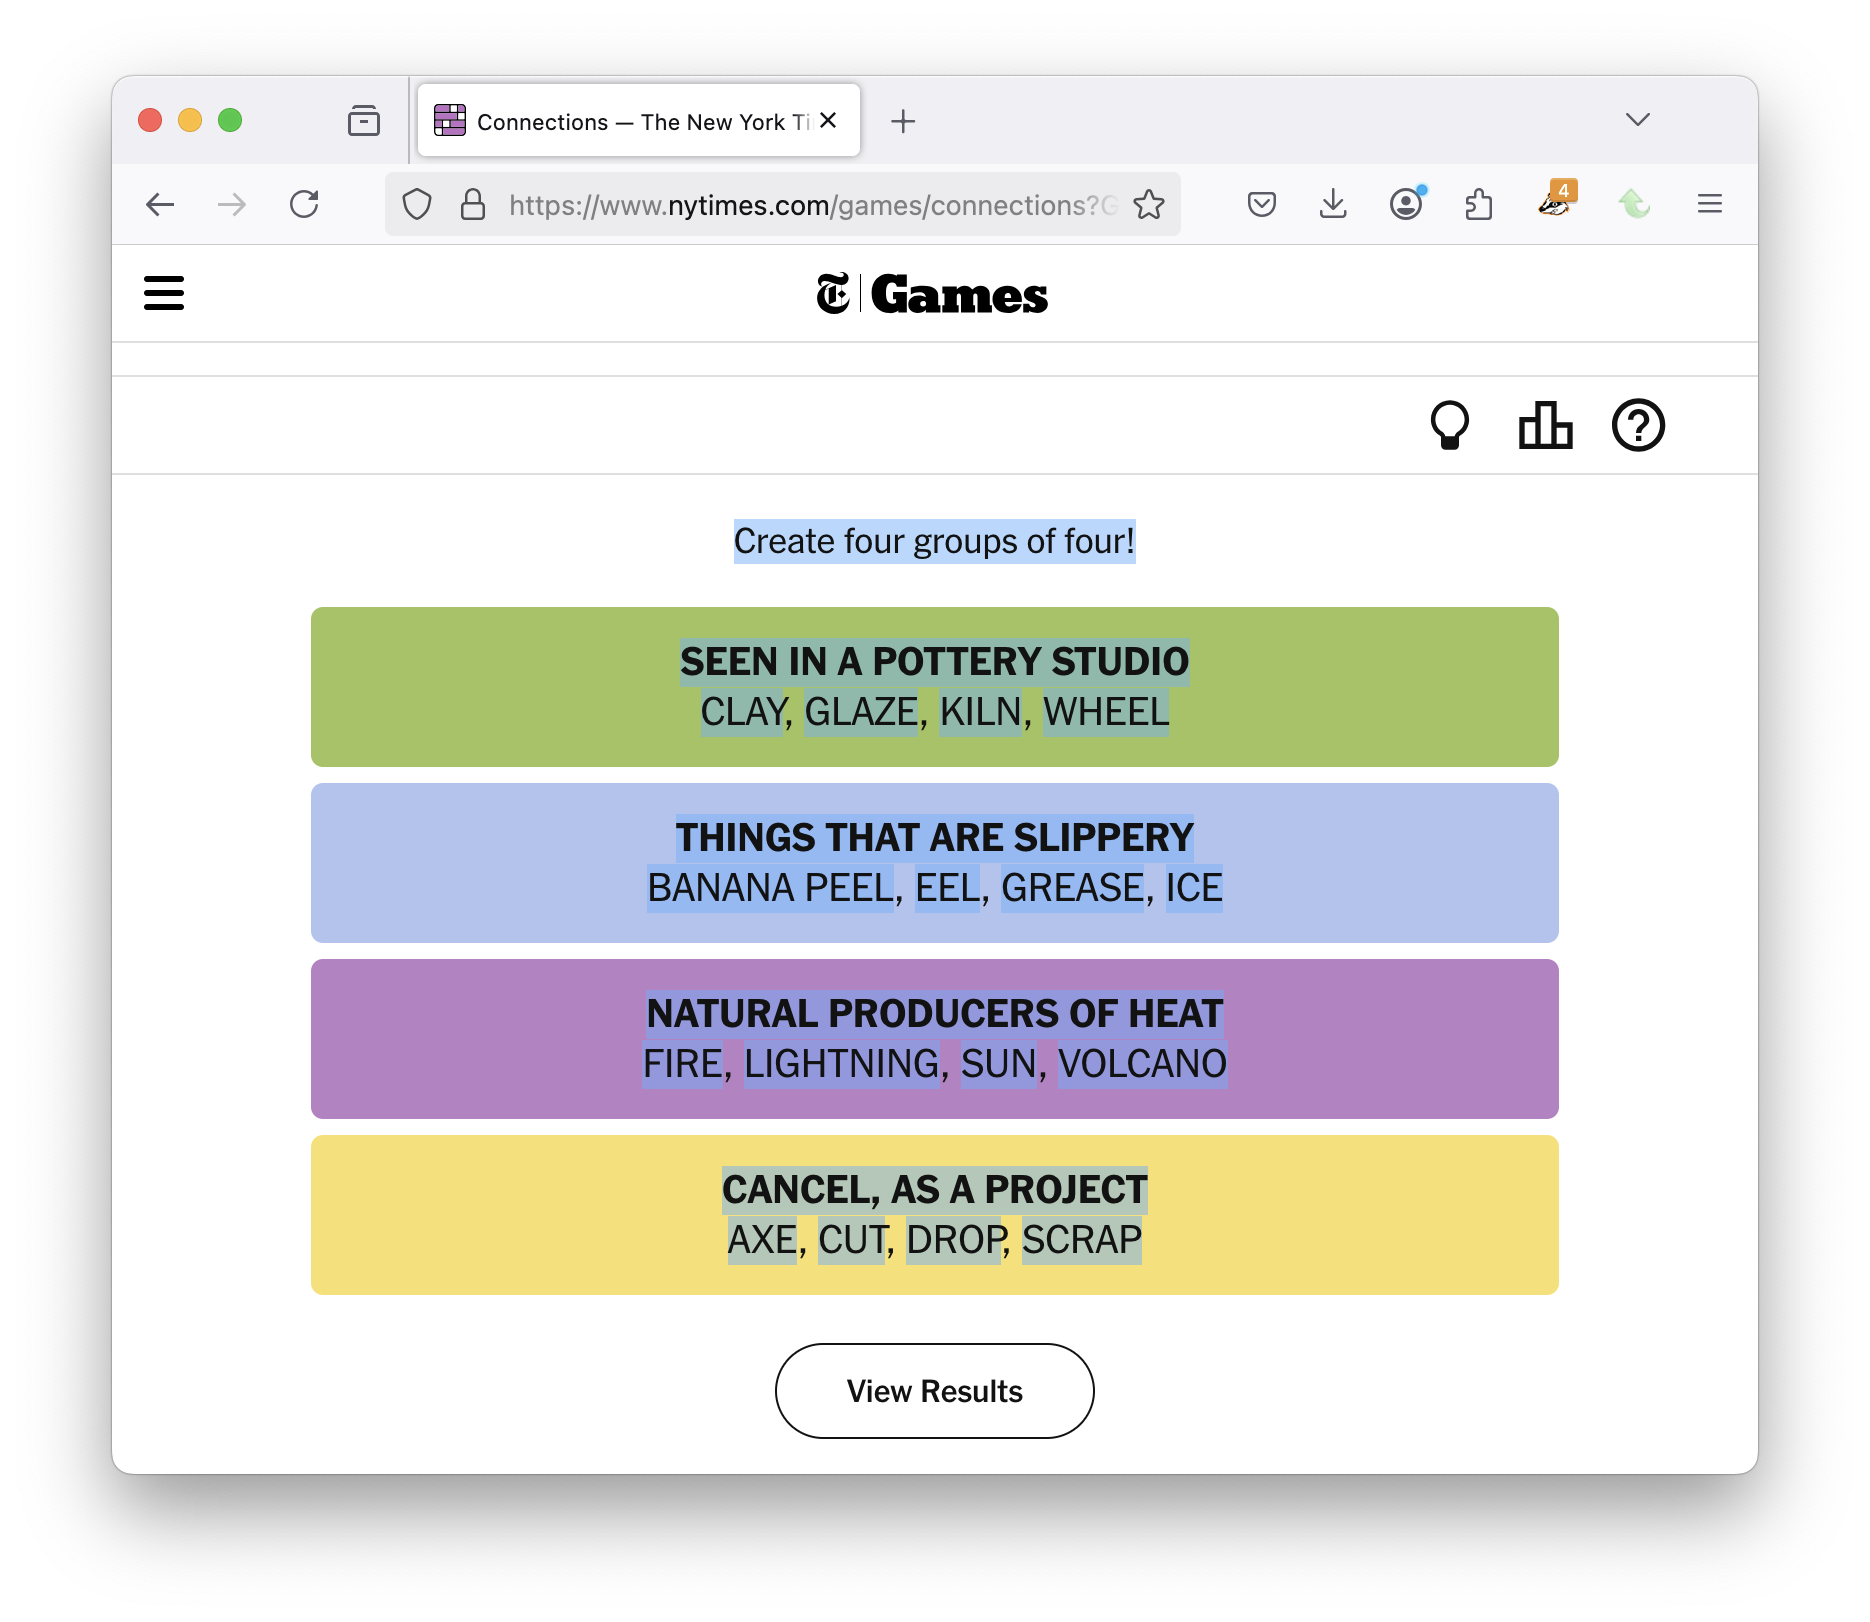 Connections — The New York Ti
https://www.nytimes.com/games/connections?G
4
T Games
Create four groups of four!
SEEN IN A POTTERY STUDIO
CLAY, GLAZE, KILN, WHEEL
THINGS THAT ARE SLIPPERY
BANANA PEEL, EEL, GREASE, ICE
NATURAL PRODUCERS OF HEAT
FIRE, LIGHTNING, SUN, VOLCANO
CANCEL, AS A PROJECT
AXE, CUT, DROP, SCRAP
View Results